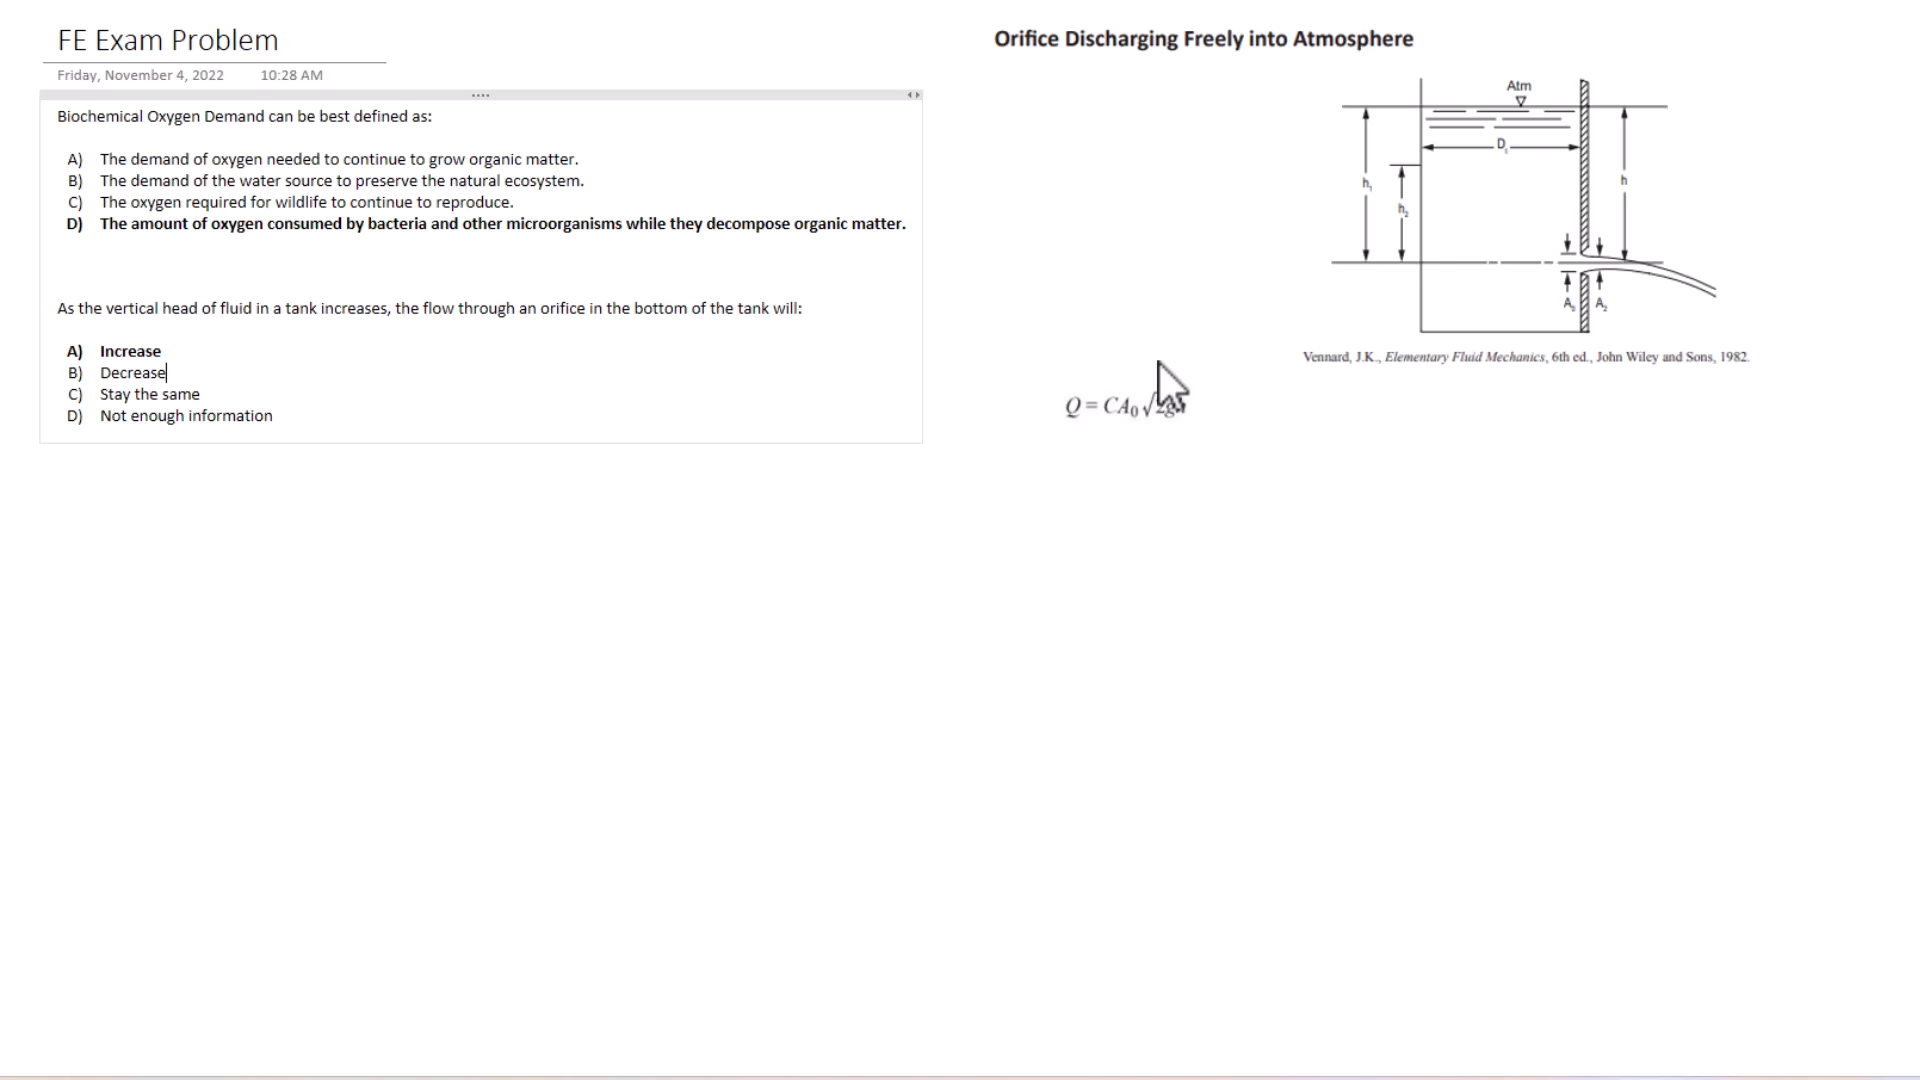 FE Exam Problem
Friday, November 4, 2022 10:28 AM
Biochemical Oxygen Demand can be best defined as:
A) The demand of oxygen needed to continue to grow organic matter.
B) The demand of the water source to preserve the natural ecosystem.
C) The oxygen required for wildlife to continue to reproduce.
D) The amount of oxygen consumed by bacteria and other microorganisms while they decompose organic matter.
As the vertical head of fluid in a tank increases, the flow through an orifice in the bottom of the tank will:
A) Increase
B) Decrease
C) Stay the same
D) Not enough information
Orifice Discharging Freely into Atmosphere
Atm
D
h₁
h
h₂
A A₂
Vennard, J.K., Elementary Fluid Mechanics, 6th ed., John Wiley and Sons, 1982.
Q = CA₀√